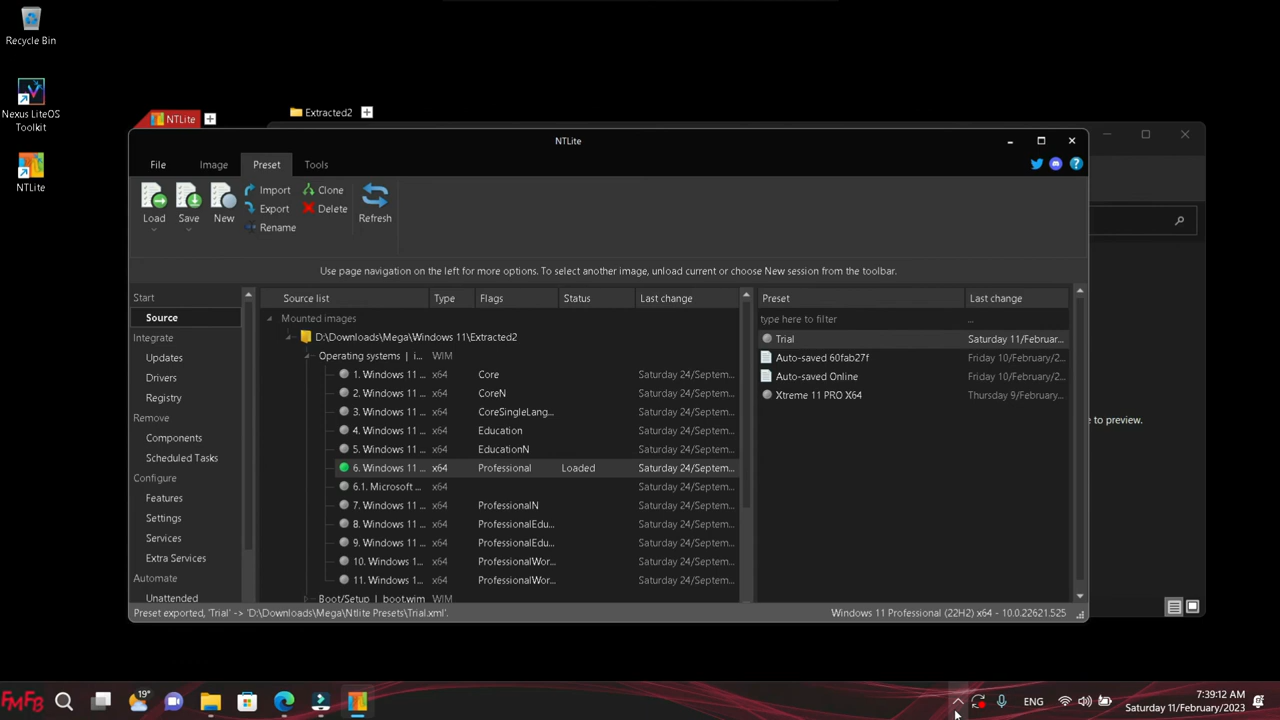 Recycle Bin
Nexus LiteOS
Toolkit
NTLite
NTLite
Extracted2
NTLite
File Image Preset Tools
Load Save New Import Clone Refresh
Export Delete
Rename
Use page navigation on the left for more options. To select another image, unload current or choose New session from the toolbar.
Start
Source
Integrate
Updates
Drivers
Registry
Remove
Components
Scheduled Tasks
Configure
Features
Settings
Services
Extra Services
Automate
Unattended
Source list Type Flags Status Last change
Mounted images
D:\Downloads\Mega\Windows 11\Extracted2
Operating systems | i... WIM
1. Windows 11 ... x64 Core Saturday 24/Septem...
2. Windows 11 ... x64 CoreN Saturday 24/Septem...
3. Windows 11 ... x64 CoreSingleLang... Saturday 24/Septem...
4. Windows 11 ... x64 Education Saturday 24/Septem...
5. Windows 11 ... x64 EducationN Saturday 24/Septem...
6. Windows 11 ... x64 Professional Loaded Saturday 24/Septem...
6.1. Microsoft ... x64 Saturday 24/Septem...
7. Windows 11 ... x64 ProfessionalN Saturday 24/Septem...
8. Windows 11 ... x64 ProfessionalEdu... Saturday 24/Septem...
9. Windows 11 ... x64 ProfessionalEdu... Saturday 24/Septem...
10. Windows 1... x64 ProfessionalWor... Saturday 24/Septem...
11. Windows 1... x64 ProfessionalWor... Saturday 24/Septem...
Boot/Setup | boot.wim WIM
Preset Last change
type here to filter ...
Trial Saturday 11/Februar...
Auto-saved 60fab27f Friday 10/February/2...
Auto-saved Online Friday 10/February/2...
Xtreme 11 PRO X64 Thursday 9/February...
e to preview.
Preset exported, 'Trial' -> 'D:\Downloads\Mega\Ntlite Presets\Trial.xml'.
Windows 11 Professional (22H2) x64 - 10.0.22621.525
FMFB
19°
ENG
7:39:12 AM
Saturday 11/February/2023